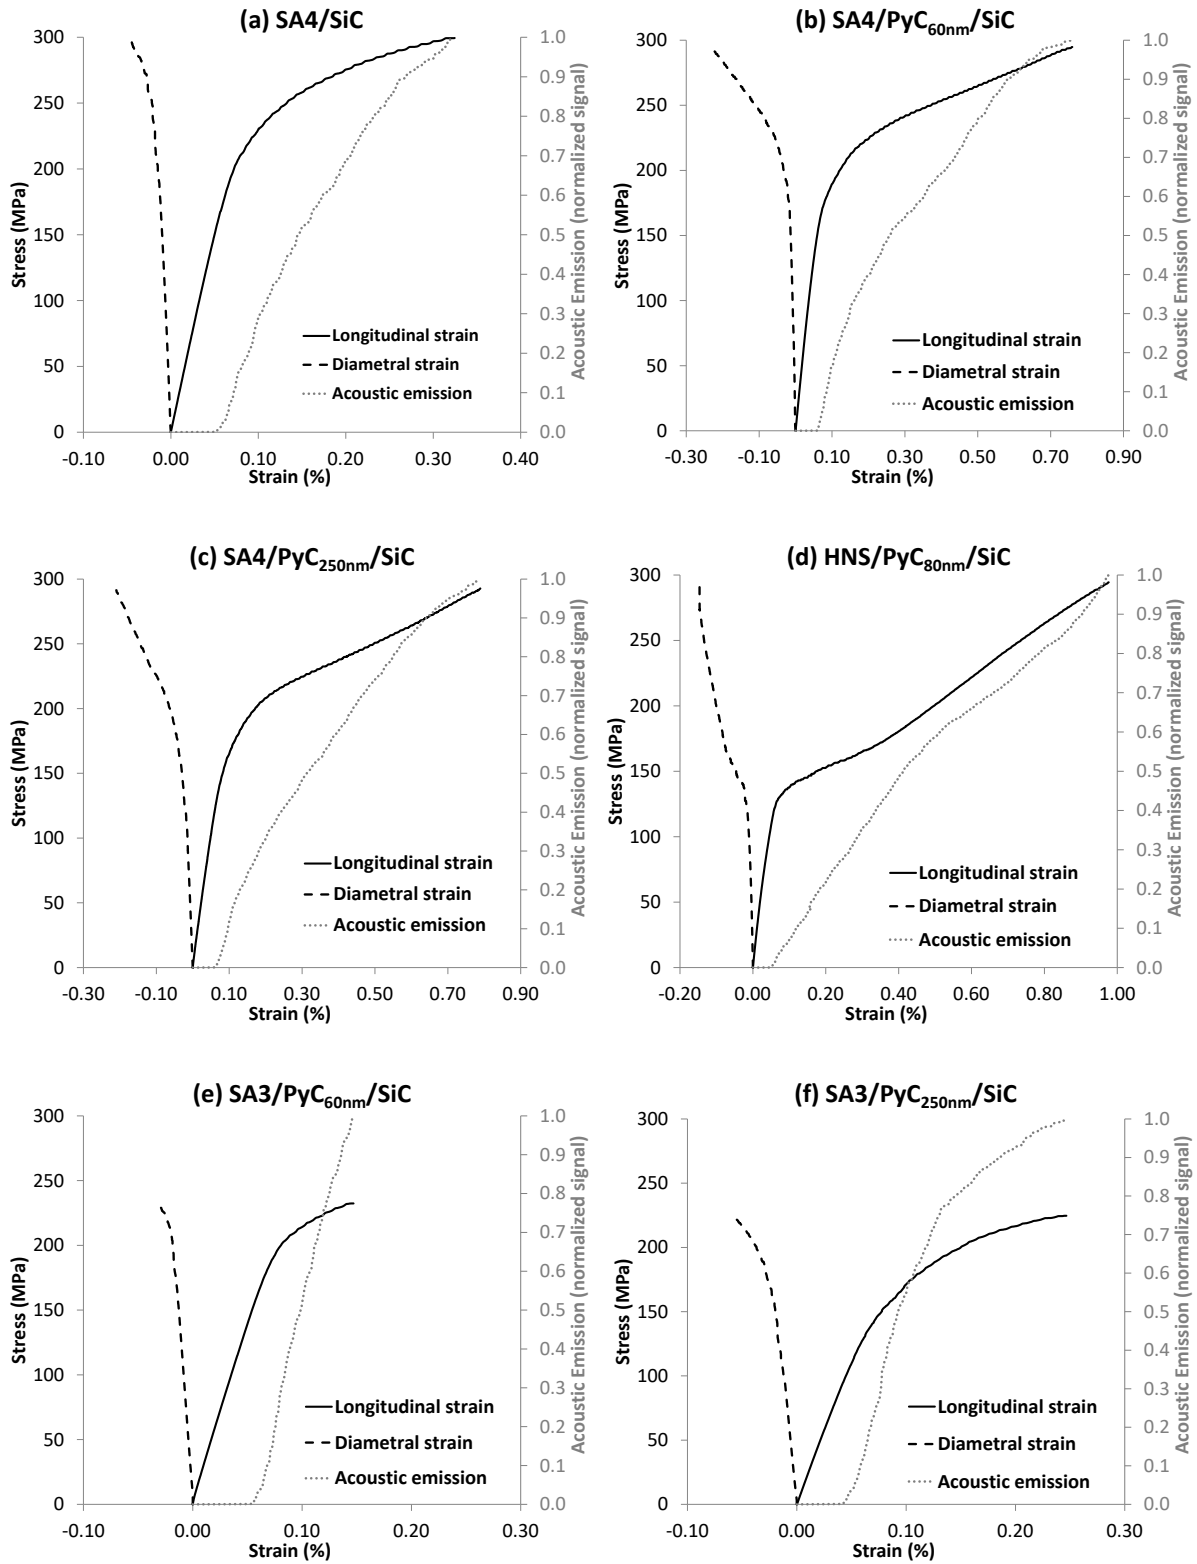 (a) SA4/SiC
300
250
200
150
100
50
0
Stress (MPa)
-0.10 0.00 0.10 0.20 0.30 0.40
Strain (%)
1.0
0.9
0.8
0.7
0.6
0.5
0.4
0.3
0.2
0.1
0.0
Acoustic Emission (normalized signal)
Longitudinal strain
Diametral strain
Acoustic emission
(b) SA4/PyC60nm/SiC
300
250
200
150
100
50
0
Stress (MPa)
-0.30 -0.10 0.10 0.30 0.50 0.70 0.90
Strain (%)
1.0
0.9
0.8
0.7
0.6
0.5
0.4
0.3
0.2
0.1
0.0
Acoustic Emission (normalized signal)
Longitudinal strain
Diametral strain
Acoustic emission
(c) SA4/PyC250nm/SiC
300
250
200
150
100
50
0
Stress (MPa)
-0.30 -0.10 0.10 0.30 0.50 0.70 0.90
Strain (%)
1.0
0.9
0.8
0.7
0.6
0.5
0.4
0.3
0.2
0.1
0.0
Acoustic Emission (normalized signal)
Longitudinal strain
Diametral strain
Acoustic emission
(d) HNS/PyC80nm/SiC
300
250
200
150
100
50
0
Stress (MPa)
-0.20 0.00 0.20 0.40 0.60 0.80 1.00
Strain (%)
1.0
0.9
0.8
0.7
0.6
0.5
0.4
0.3
0.2
0.1
0.0
Acoustic Emission (normalized signal)
Longitudinal strain
Diametral strain
Acoustic emission
(e) SA3/PyC60nm/SiC
300
250
200
150
100
50
0
Stress (MPa)
-0.10 0.00 0.10 0.20 0.30
Strain (%)
1.0
0.9
0.8
0.7
0.6
0.5
0.4
0.3
0.2
0.1
0.0
Acoustic Emission (normalized signal)
Longitudinal strain
Diametral strain
Acoustic emission
(f) SA3/PyC250nm/SiC
300
250
200
150
100
50
0
Stress (MPa)
-0.10 0.00 0.10 0.20 0.30
Strain (%)
1.0
0.9
0.8
0.7
0.6
0.5
0.4
0.3
0.2
0.1
0.0
Acoustic Emission (normalized signal)
Longitudinal strain
Diametral strain
Acoustic emission